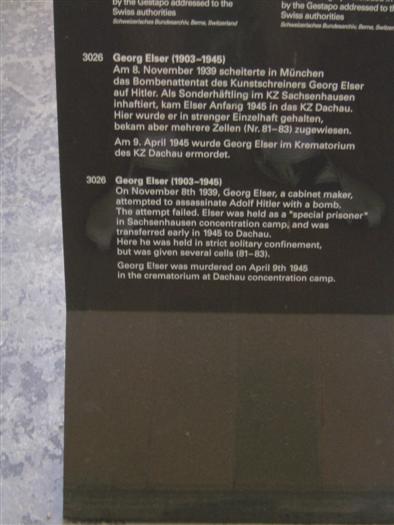 by the Gestapo addressed to the
Swiss authorities
Schweizerisches Bundesarchiv, Berne, Switzerland
by the Gestapo addressed to th
Swiss authorities
Schweizerisches Bundesarchiv, Berne, Switzerlan
3026 Georg Elser (1903–1945)
Am 8. November 1939 scheiterte in München
das Bombenattentat des Kunstschreiners Georg Elser
auf Hitler. Als Sonderhäftling im KZ Sachsenhausen
inhaftiert, kam Elser Anfang 1945 in das KZ Dachau.
Hier wurde er in strenger Einzelhaft gehalten,
bekam aber mehrere Zellen (Nr. 81–83) zugewiesen.
Am 9. April 1945 wurde Georg Elser im Krematorium
des KZ Dachau ermordet.
3026 Georg Elser (1903–1945)
On November 8th 1939, Georg Elser, a cabinet maker,
attempted to assassinate Adolf Hitler with a bomb.
The attempt failed. Elser was held as a "special prisoner"
in Sachsenhausen concentration camp, and was
transferred early in 1945 to Dachau.
Here he was held in strict solitary confinement,
but was given several cells (81–83).
Georg Elser was murdered on April 9th 1945
in the crematorium at Dachau concentration camp.